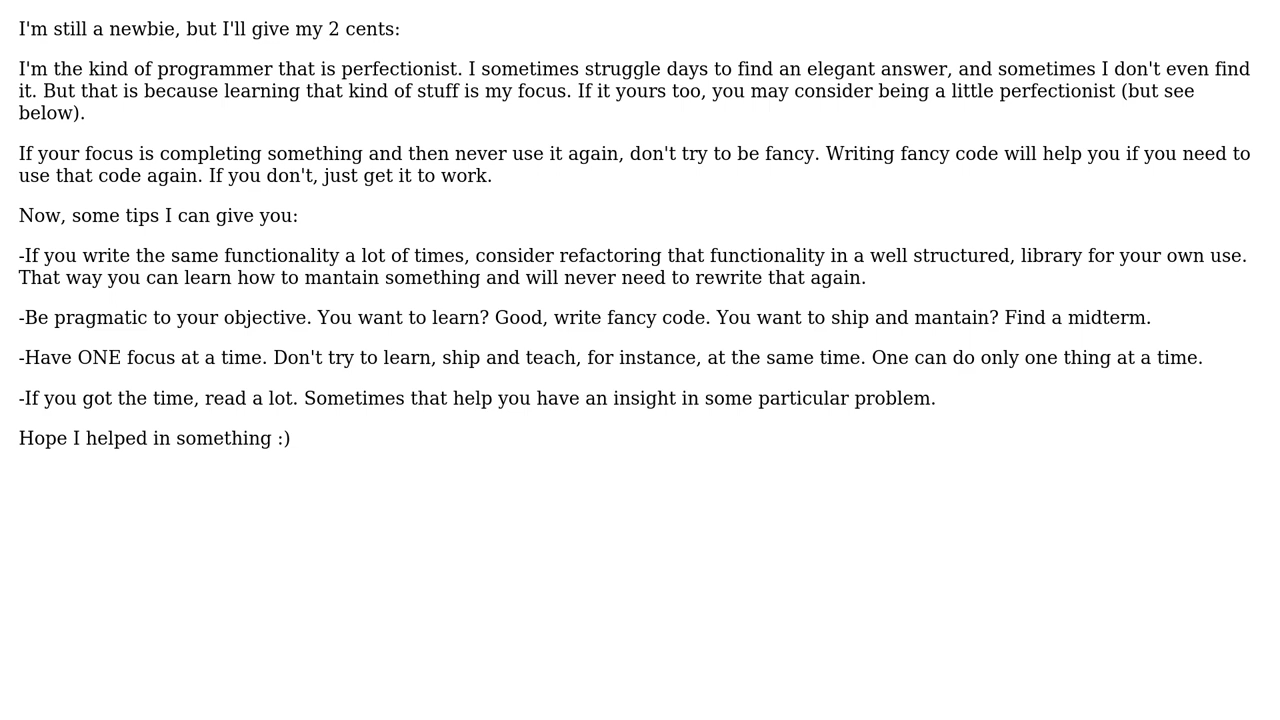 I'm still a newbie, but I'll give my 2 cents:
I'm the kind of programmer that is perfectionist. I sometimes struggle days to find an elegant answer, and sometimes I don't even find
it. But that is because learning that kind of stuff is my focus. If it yours too, you may consider being a little perfectionist (but see
below).
If your focus is completing something and then never use it again, don't try to be fancy. Writing fancy code will help you if you need to
use that code again. If you don't, just get it to work.
Now, some tips I can give you:
-If you write the same functionality a lot of times, consider refactoring that functionality in a well structured, library for your own use.
That way you can learn how to mantain something and will never need to rewrite that again.
-Be pragmatic to your objective. You want to learn? Good, write fancy code. You want to ship and mantain? Find a midterm.
-Have ONE focus at a time. Don't try to learn, ship and teach, for instance, at the same time. One can do only one thing at a time.
-If you got the time, read a lot. Sometimes that help you have an insight in some particular problem.
Hope I helped in something :)